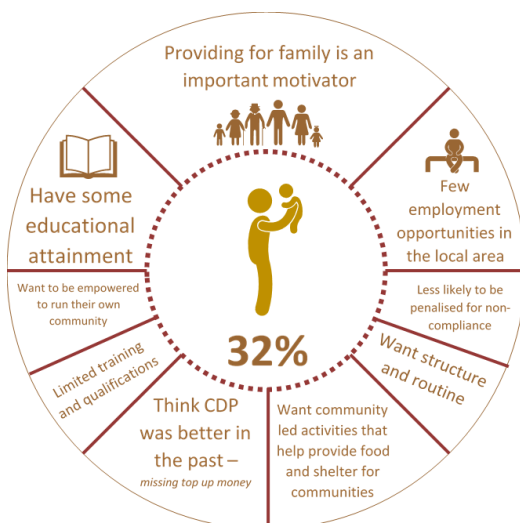 Providing for family is an
important motivator
Have some
educational
attainment
Few
employment
opportunities in
the local area
Want to be empowered
to run their own
community
Less likely to be
penalised for non-
compliance
Limited training
and qualifications
32%
Want structure
and routine
Think CDP
was better in
the past –
missing top up money
Want community
led activities that
help provide food
and shelter for
communities